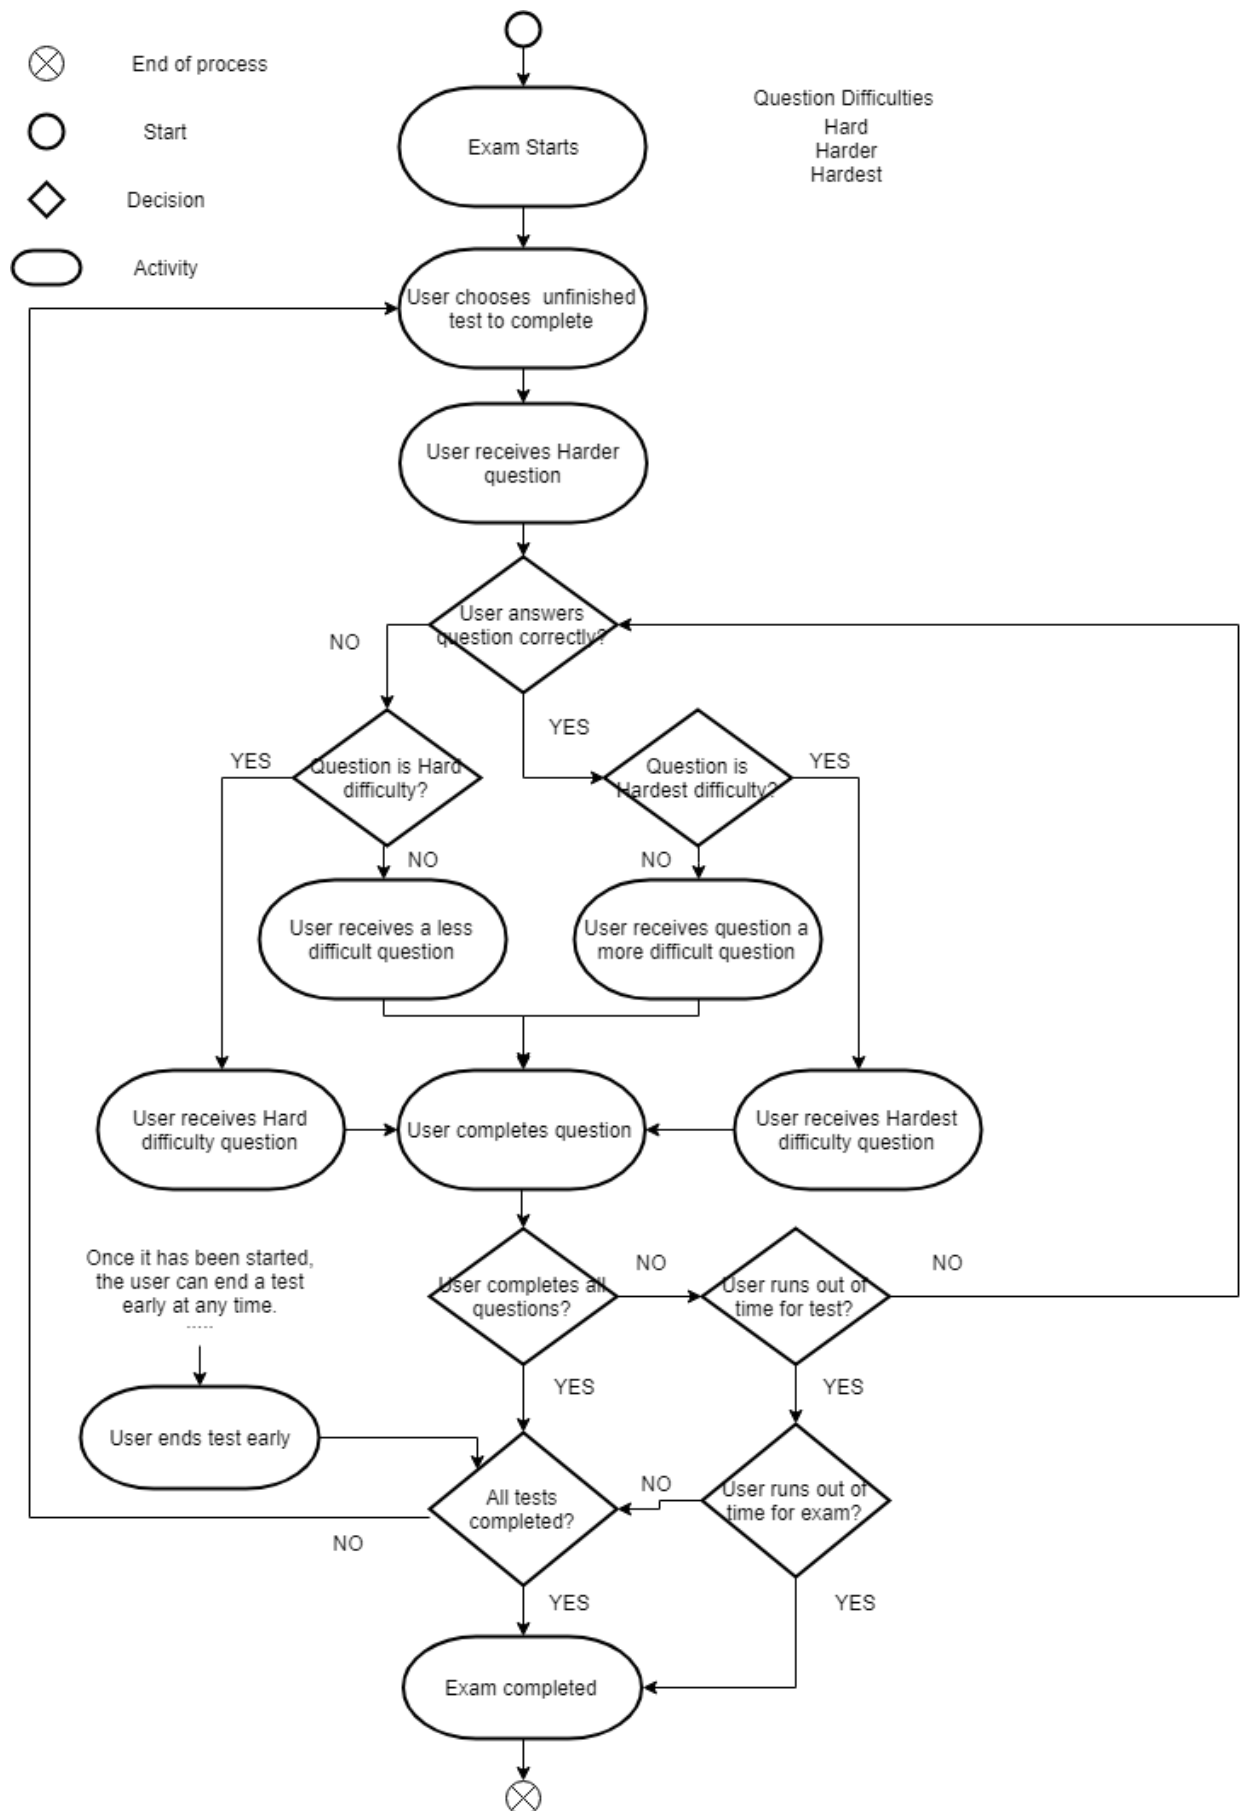 End of process
Start
Decision
Activity
Question Difficulties
Hard
Harder
Hardest
Exam Starts
User chooses unfinished
test to complete
User receives Harder
question
User answers
question correctly?
NO
YES
YES
Question is Hard
difficulty?
Question is
Hardest difficulty?
YES
NO
NO
User receives a less
difficult question
User receives question a
more difficult question
User receives Hard
difficulty question
User completes question
User receives Hardest
difficulty question
Once it has been started,
the user can end a test
early at any time.
.....
User completes all
questions?
NO
User runs out of
time for test?
NO
YES
YES
User ends test early
All tests
completed?
NO
User runs out of
time for exam?
NO
YES
YES
Exam completed